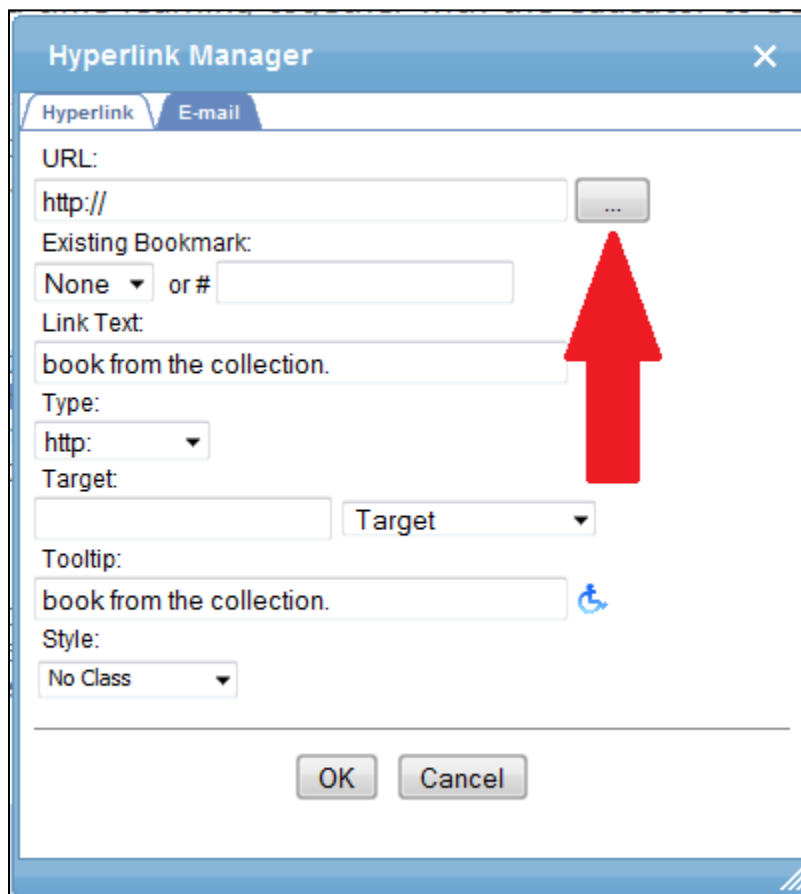 Hyperlink Manager
Hyperlink E-mail
URL:
http:// ...
Existing Bookmark:
None or #
Link Text:
book from the collection.
Type:
http:
Target:
Target
Tooltip:
book from the collection.
Style:
No Class
OK Cancel